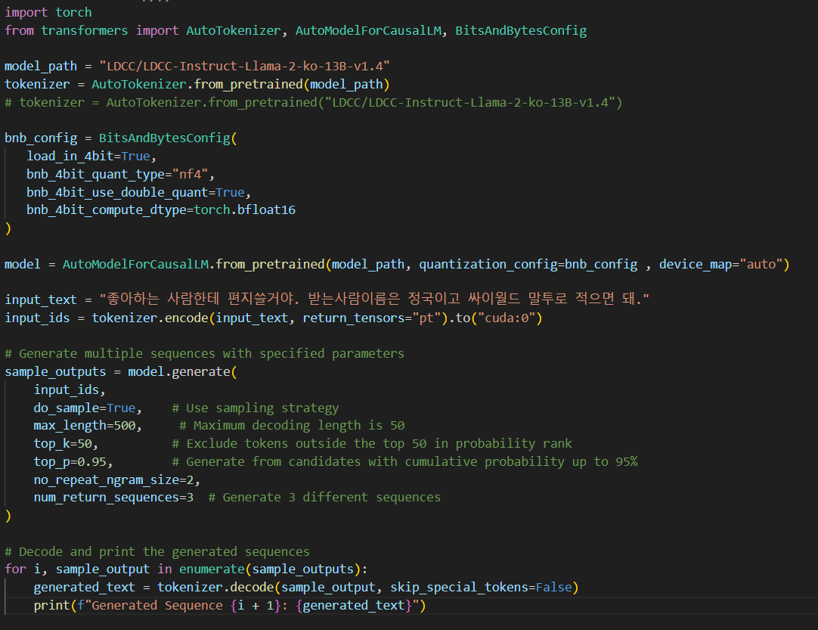 import torch
from transformers import AutoTokenizer, AutoModelForCausalLM, BitsAndBytesConfig
model_path = "LDCC/LDCC-Instruct-Llama-2-ko-13B-v1.4"
tokenizer = AutoTokenizer.from_pretrained(model_path)
# tokenizer = AutoTokenizer.from_pretrained("LDCC/LDCC-Instruct-Llama-2-ko-13B-v1.4")
bnb_config = BitsAndBytesConfig(
load_in_4bit=True,
bnb_4bit_quant_type="nf4",
bnb_4bit_use_double_quant=True,
bnb_4bit_compute_dtype=torch.bfloat16
)
model = AutoModelForCausalLM.from_pretrained(model_path, quantization_config=bnb_config , device_map="auto")
input_text = "좋아하는 사람한테 편지쓸거야. 받는사람이름은 정국이고 싸이월드 말투로 적으면 돼."
input_ids = tokenizer.encode(input_text, return_tensors="pt").to("cuda:0")
# Generate multiple sequences with specified parameters
sample_outputs = model.generate(
input_ids,
do_sample=True, # Use sampling strategy
max_length=500, # Maximum decoding length is 50
top_k=50, # Exclude tokens outside the top 50 in probability rank
top_p=0.95, # Generate from candidates with cumulative probability up to 95%
no_repeat_ngram_size=2,
num_return_sequences=3 # Generate 3 different sequences
)
# Decode and print the generated sequences
for i, sample_output in enumerate(sample_outputs):
generated_text = tokenizer.decode(sample_output, skip_special_tokens=False)
print(f"Generated Sequence {i + 1}: {generated_text}")